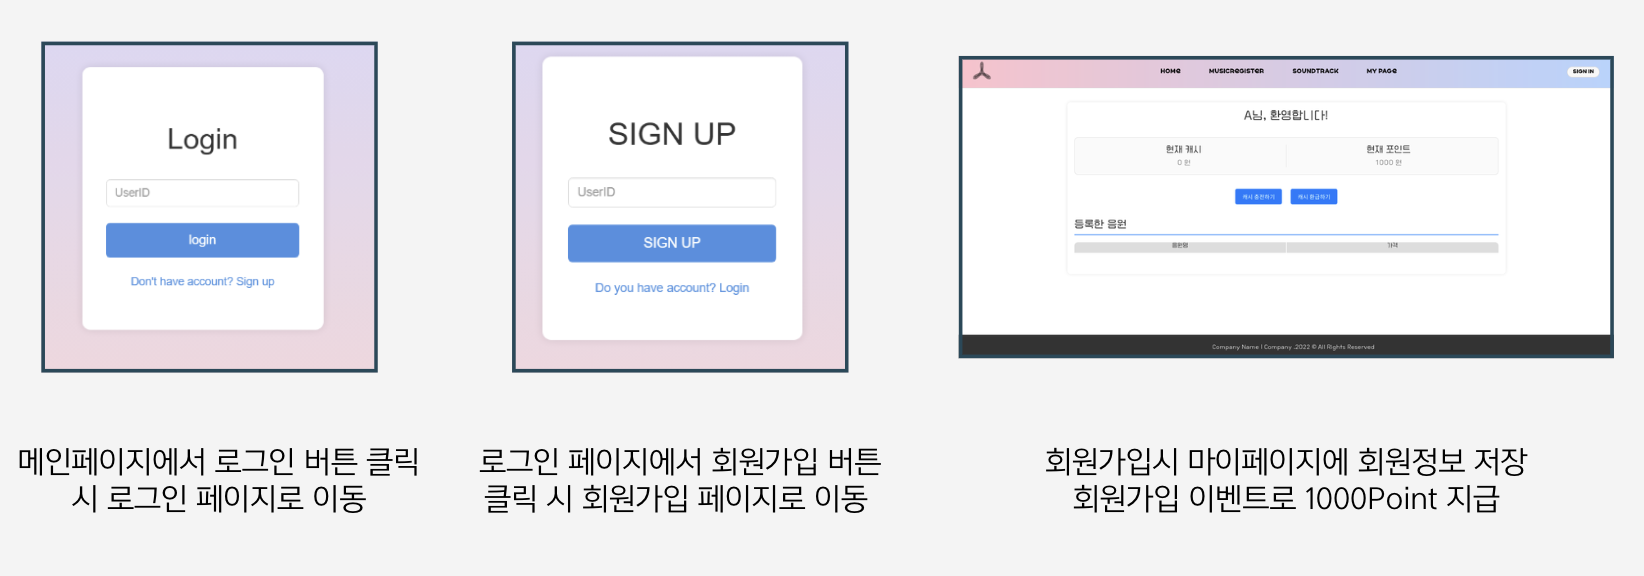 Login
UserID
login
Don't have account? Sign up
SIGN UP
UserID
SIGN UP
Do you have account? Login
HOME MUSICREGISTER SOUNDTRACK MY PAGE SIGN IN
A님, 환영합니다!
현재 캐시 현재 포인트
0 원 1000 원
캐시 충전하기 캐시 환급하기
등록한 음원
음원명 가격
Company Name | Company .2022 © All Rights Reserved
메인페이지에서 로그인 버튼 클릭
시 로그인 페이지로 이동
로그인 페이지에서 회원가입 버튼
클릭 시 회원가입 페이지로 이동
회원가입시 마이페이지에 회원정보 저장
회원가입 이벤트로 1000Point 지급